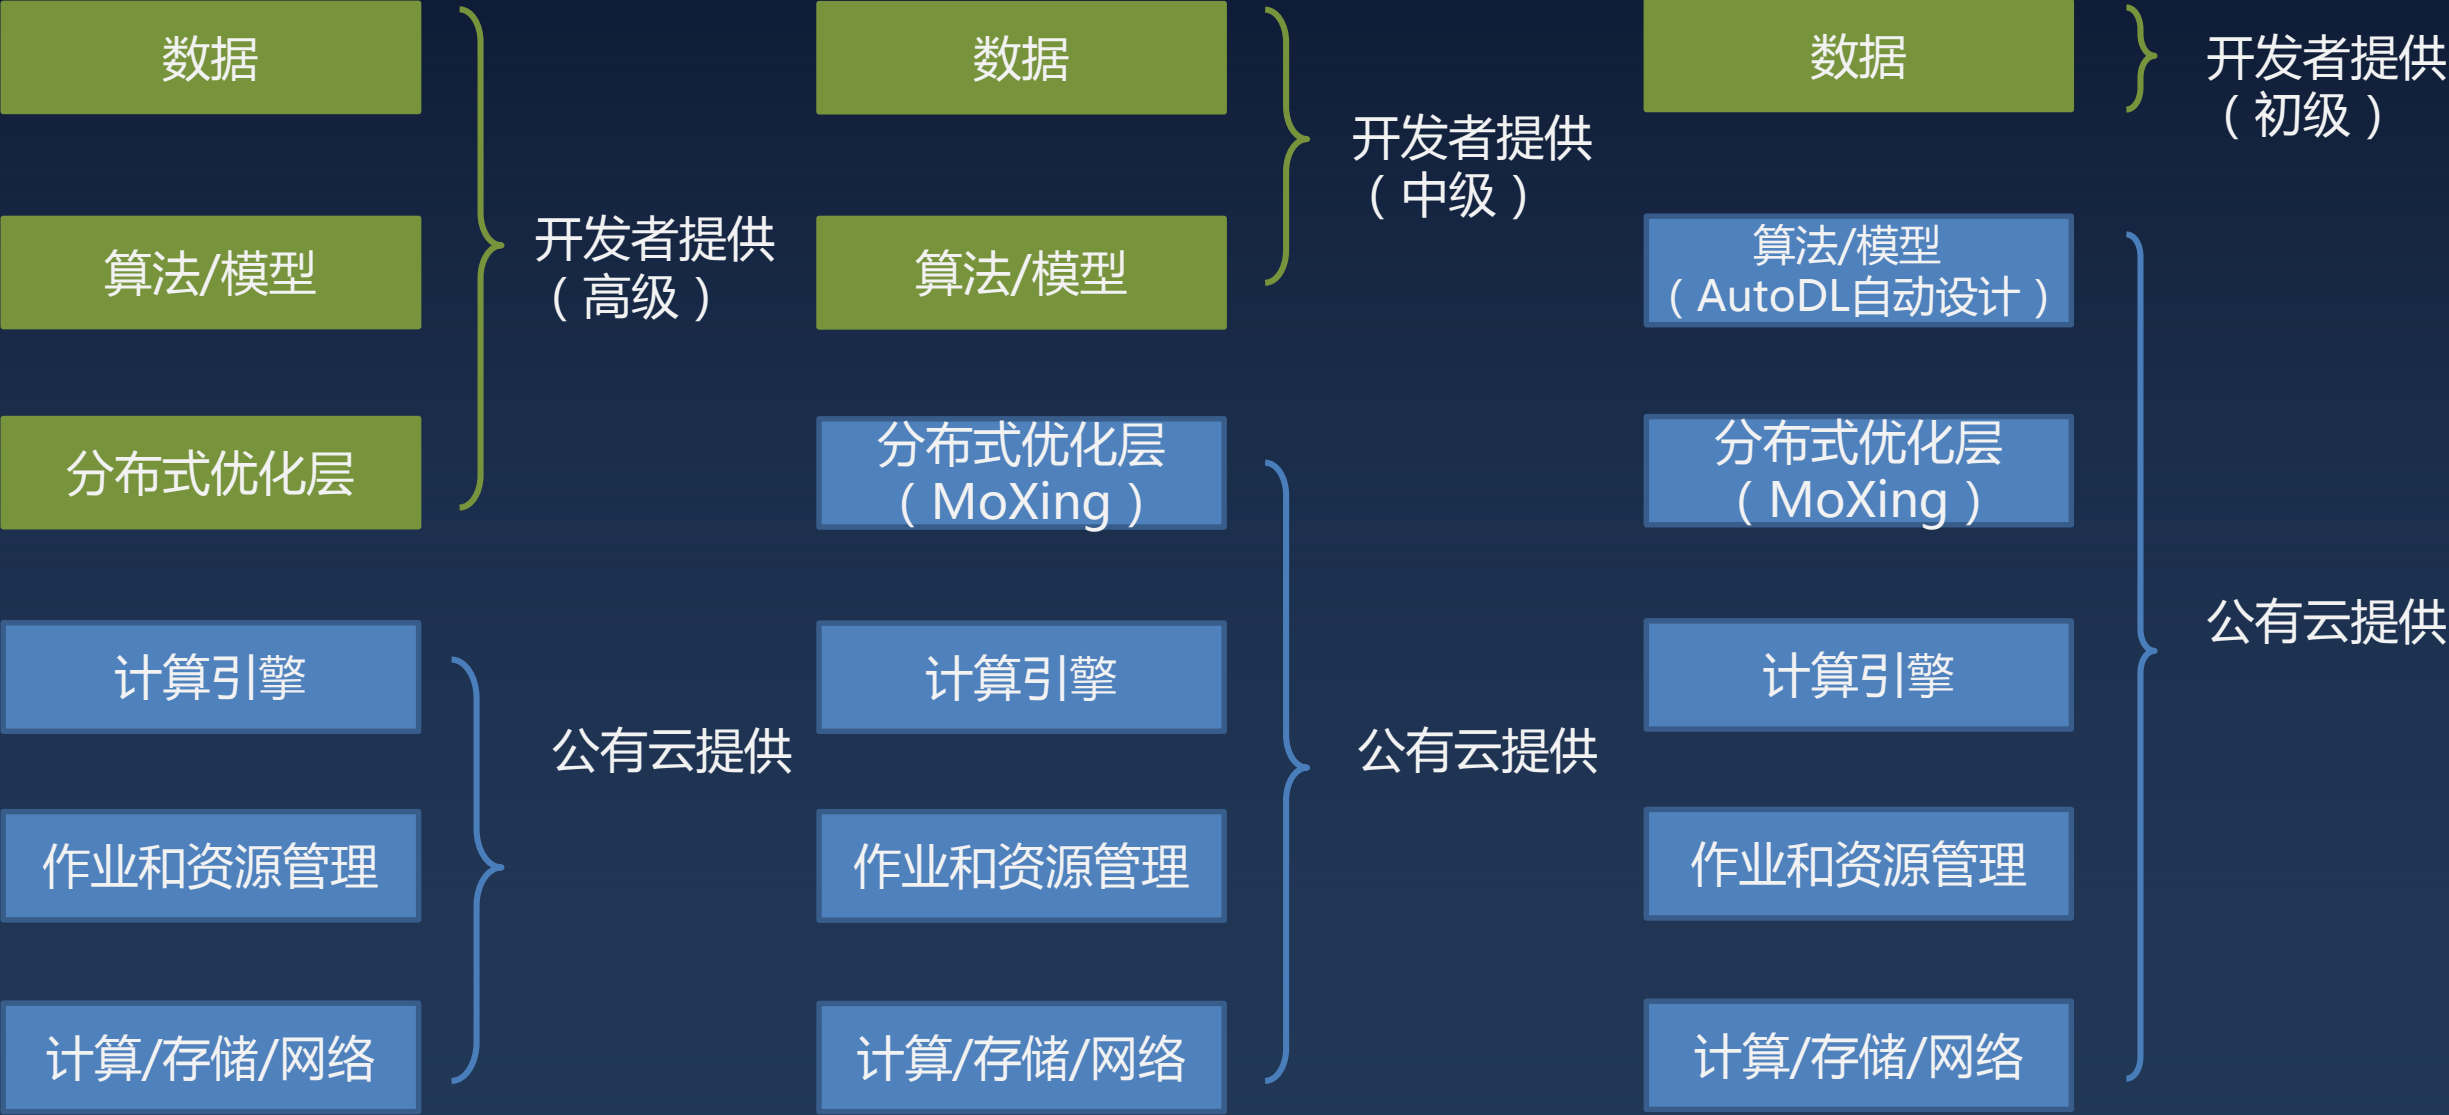 数据
算法/模型
分布式优化层
计算引擎
作业和资源管理
计算/存储/网络
开发者提供
（高级）
公有云提供
数据
算法/模型
分布式优化层
（MoXing）
计算引擎
作业和资源管理
计算/存储/网络
开发者提供
（中级）
公有云提供
数据
算法/模型
（AutoDL自动设计）
分布式优化层
（MoXing）
计算引擎
作业和资源管理
计算/存储/网络
开发者提供
（初级）
公有云提供